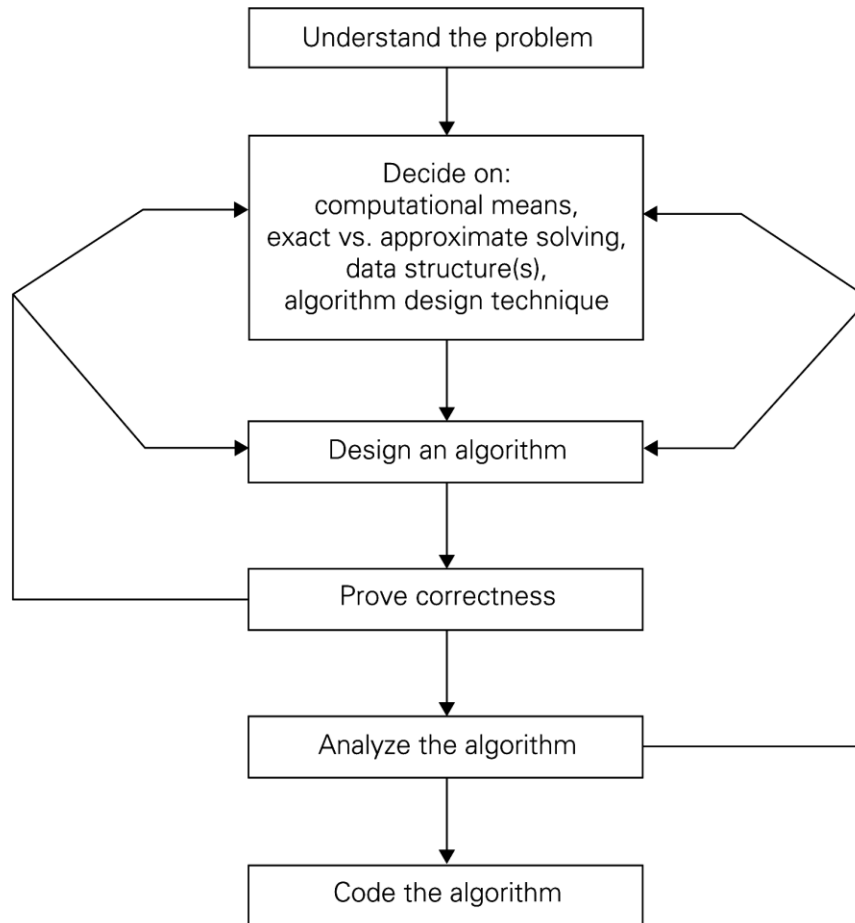 Understand the problem
Decide on:
computational means,
exact vs. approximate solving,
data structure(s),
algorithm design technique
Design an algorithm
Prove correctness
Analyze the algorithm
Code the algorithm